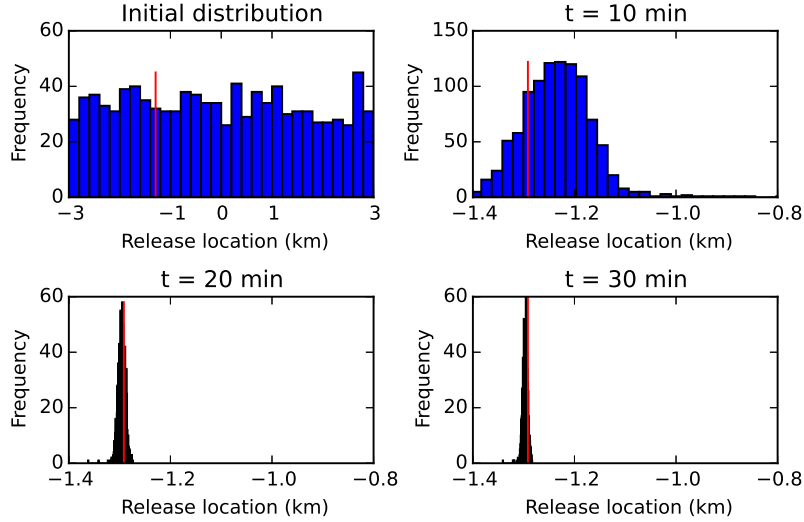 Initial distribution
60
40
20
0
Frequency
−3 −1 0 1 3
Release location (km)
t = 10 min
150
100
50
0
Frequency
−1.4 −1.2 −1.0 −0.8
Release location (km)
t = 20 min
60
40
20
0
Frequency
−1.4 −1.2 −1.0 −0.8
Release location (km)
t = 30 min
60
40
20
0
Frequency
−1.4 −1.2 −1.0 −0.8
Release location (km)